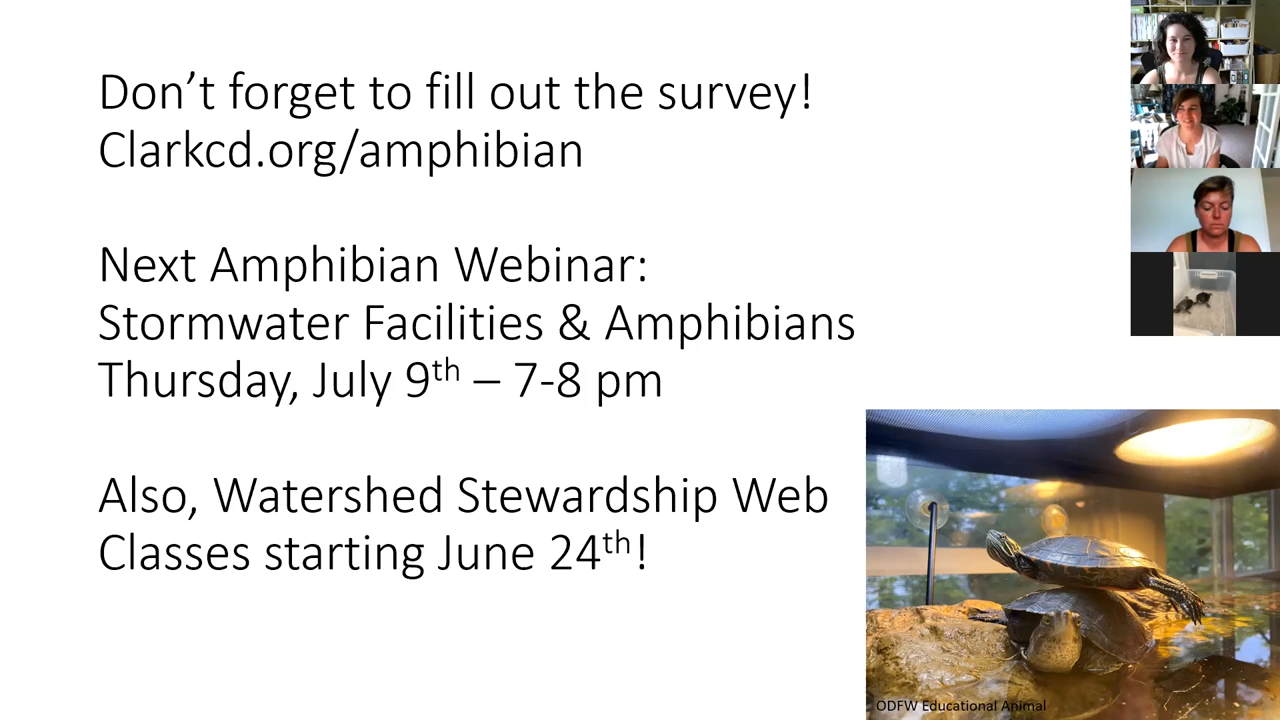 Don’t forget to fill out the survey!
Clarkcd.org/amphibian
Next Amphibian Webinar:
Stormwater Facilities & Amphibians
Thursday, July 9th – 7-8 pm
Also, Watershed Stewardship Web
Classes starting June 24th!
ODFW Educational Animal